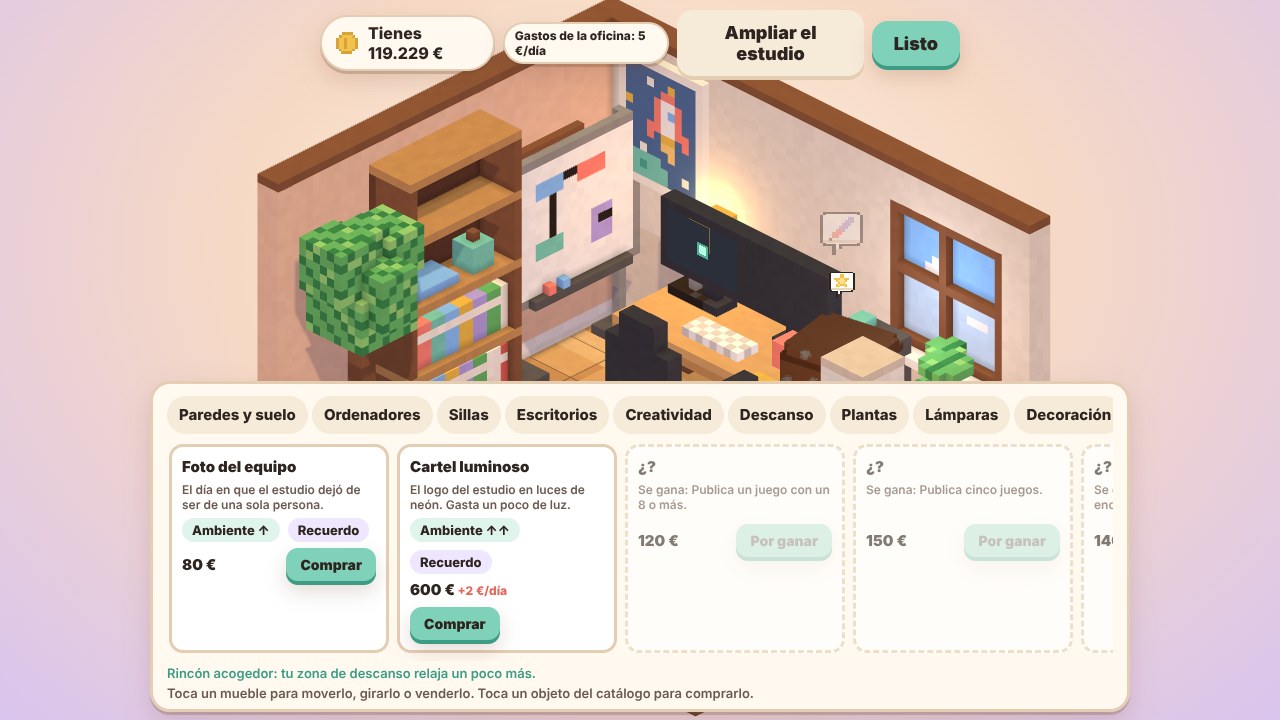 Tienes
119.229 €
Gastos de la oficina: 5
€/día
Ampliar el
estudio
Listo
Paredes y suelo
Ordenadores
Sillas
Escritorios
Creatividad
Descanso
Plantas
Lámparas
Decoración
Foto del equipo
El día en que el estudio dejó de
ser de una sola persona.
Ambiente ↑
Recuerdo
80 €
Comprar
Cartel luminoso
El logo del estudio en luces de
neón. Gasta un poco de luz.
Ambiente ↑↑
Recuerdo
600 € +2 €/día
Comprar
¿?
Se gana: Publica un juego con un
8 o más.
120 €
Por ganar
¿?
Se gana: Publica cinco juegos.
150 €
Por ganar
¿?
Se
Rincón acogedor: tu zona de descanso relaja un poco más.
Toca un mueble para moverlo, girarlo o venderlo. Toca un objeto del catálogo para comprarlo.